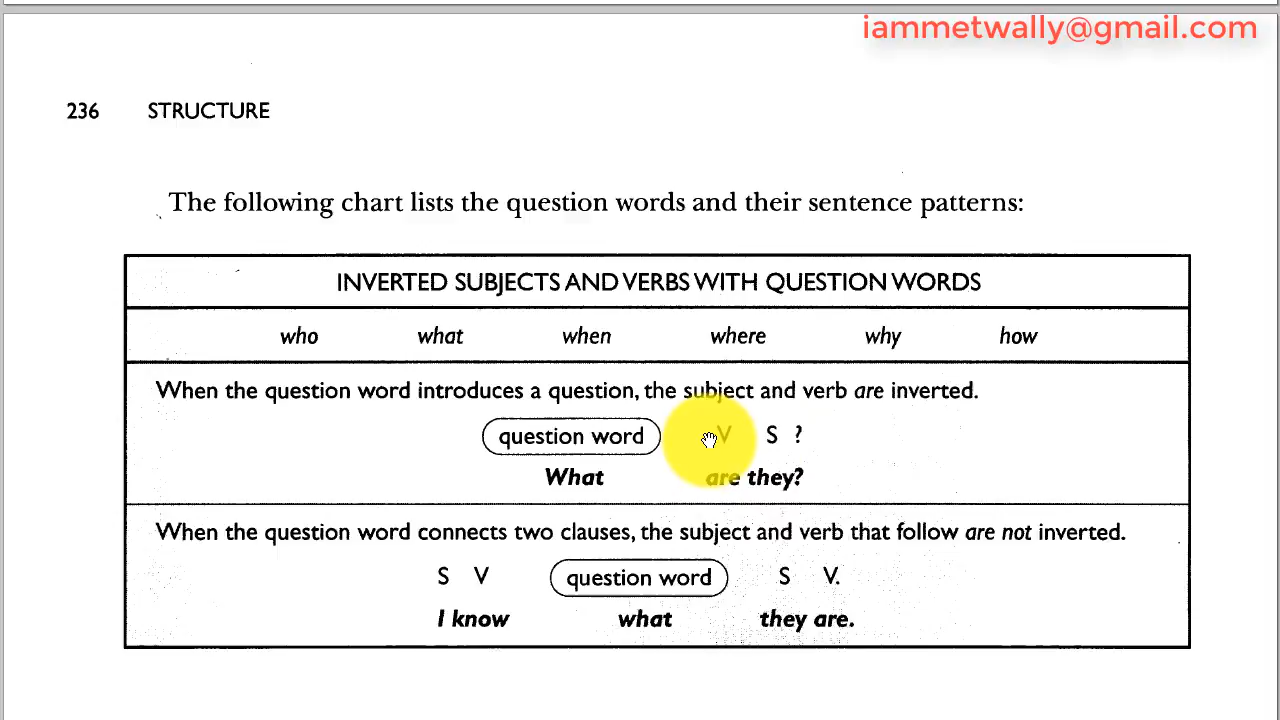 iammetwally@gmail.com
236 STRUCTURE
The following chart lists the question words and their sentence patterns:
INVERTED SUBJECTS AND VERBS WITH QUESTION WORDS
who what when where why how
When the question word introduces a question, the subject and verb are inverted.
question word V S ?
What are they?
When the question word connects two clauses, the subject and verb that follow are not inverted.
S V question word S V.
I know what they are.